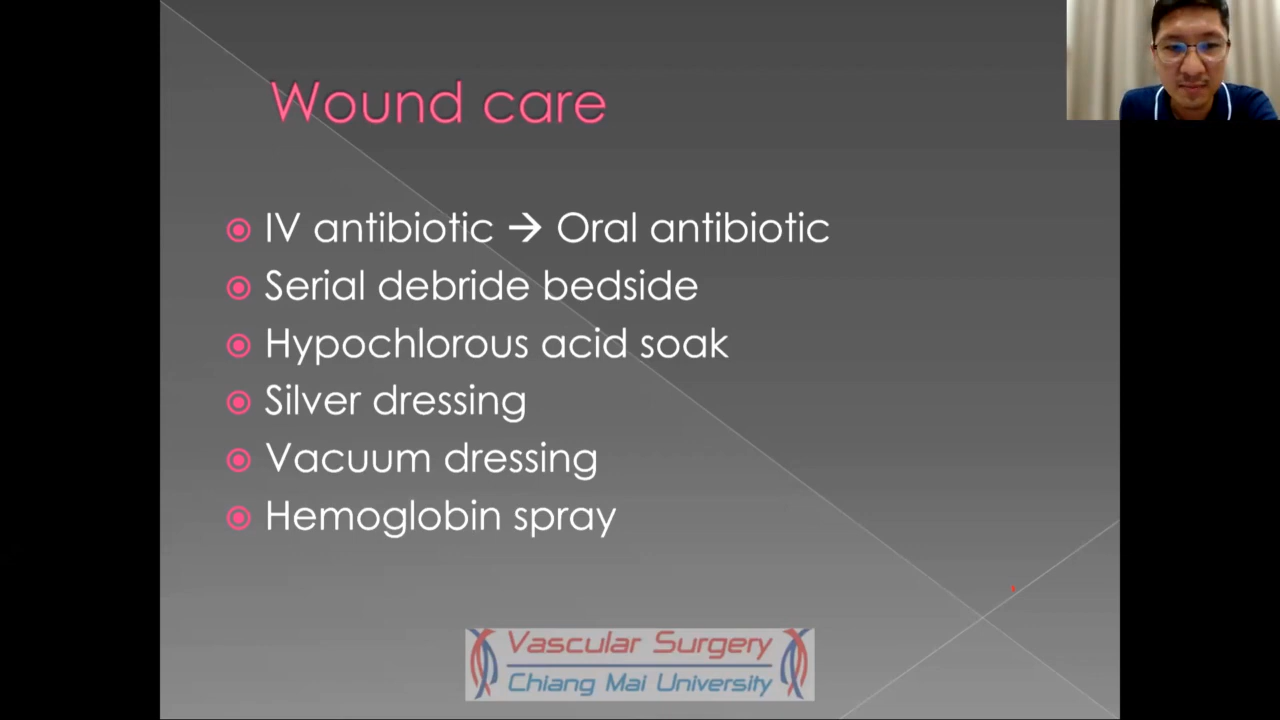 Wound care
IV antibiotic → Oral antibiotic
Serial debride bedside
Hypochlorous acid soak
Silver dressing
Vacuum dressing
Hemoglobin spray
Vascular Surgery
Chiang Mai University